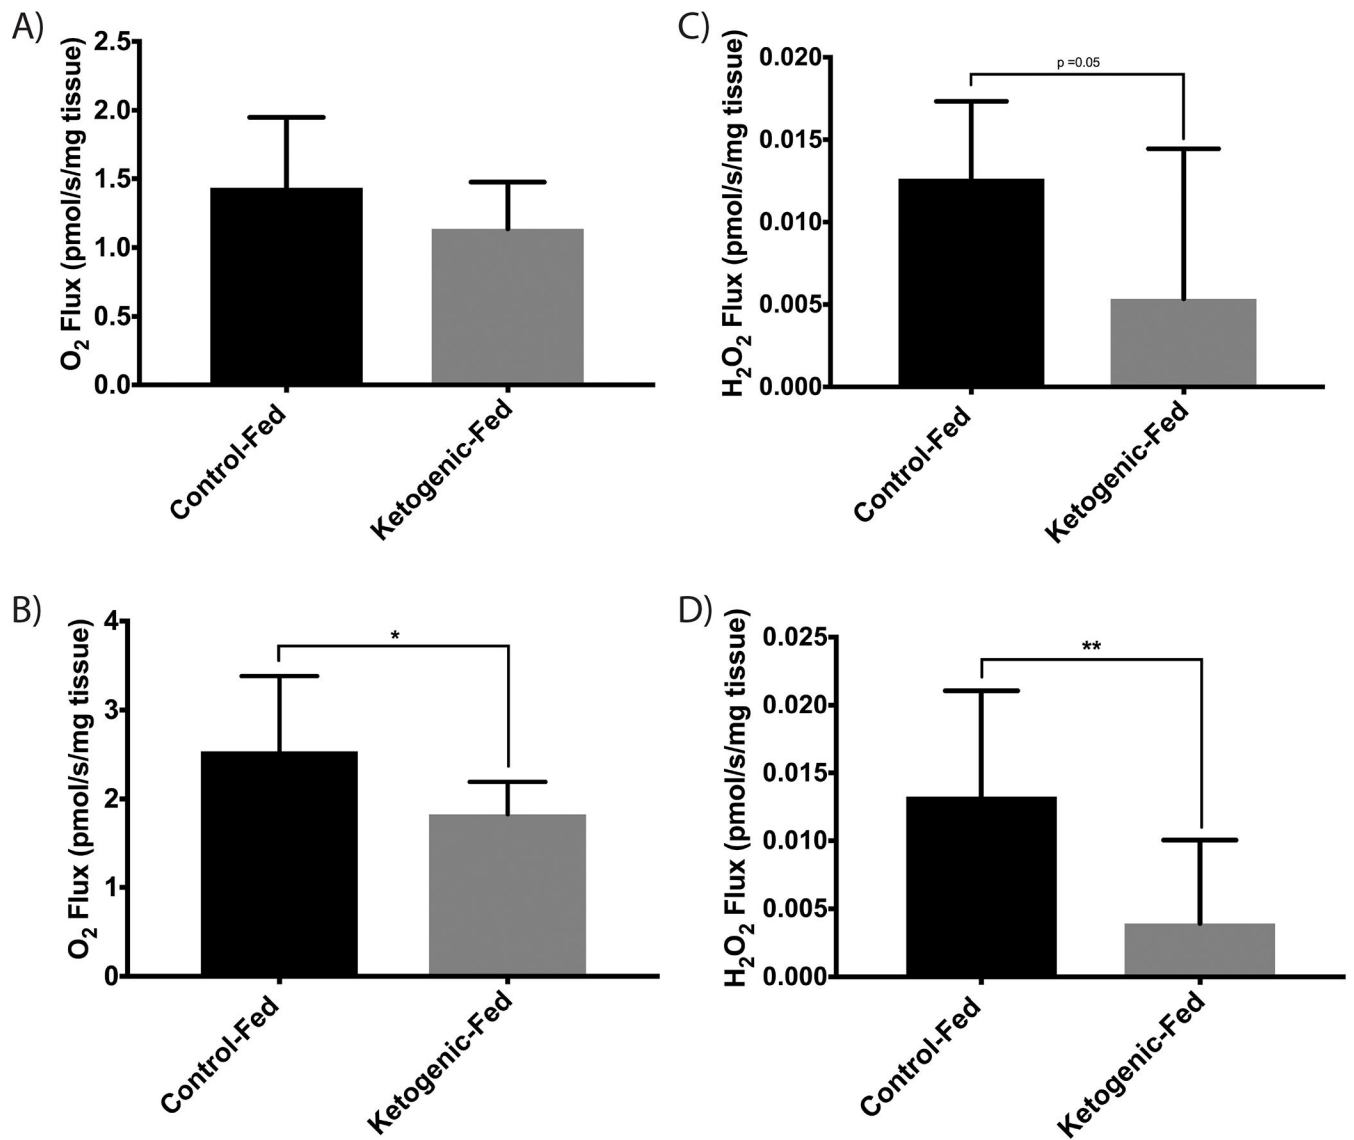 A)
O2 Flux (pmol/s/mg tissue)
2.5
2.0
1.5
1.0
0.5
0.0
Control-Fed
Ketogenic-Fed
C)
H2O2 Flux (pmol/s/mg tissue)
0.020
0.015
0.010
0.005
0.000
p =0.05
Control-Fed
Ketogenic-Fed
B)
O2 Flux (pmol/s/mg tissue)
4
3
2
1
0
*
Control-Fed
Ketogenic-Fed
D)
H2O2 Flux (pmol/s/mg tissue)
0.025
0.020
0.015
0.010
0.005
0.000
**
Control-Fed
Ketogenic-Fed